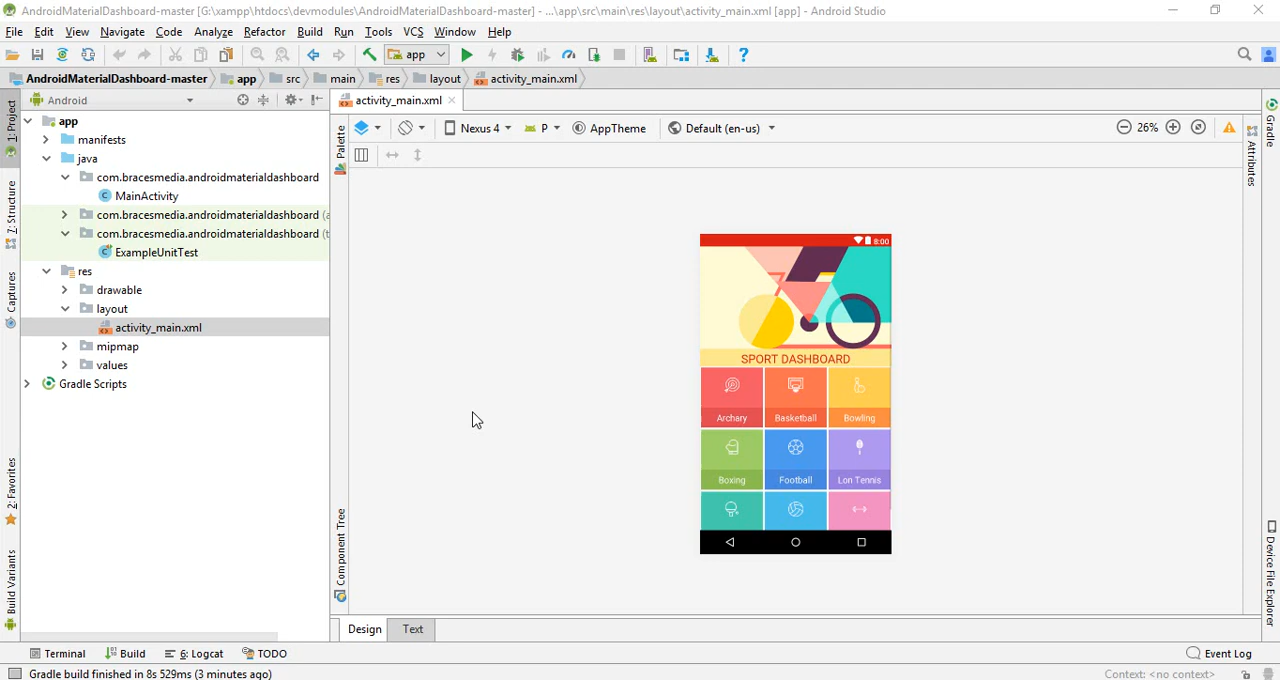 AndroidMaterialDashboard-master [G:\xampp\htdocs\devmodules\AndroidMaterialDashboard-master] - ...\app\src\main\res\layout\activity_main.xml [app] - Android Studio
File Edit View Navigate Code Analyze Refactor Build Run Tools VCS Window Help
app
AndroidMaterialDashboard-master app src main res layout activity_main.xml
Android
activity_main.xml
1: Project
7: Structure
Captures
2: Favorites
Build Variants
app
manifests
java
com.bracesmedia.androidmaterialdashboard
MainActivity
com.bracesmedia.androidmaterialdashboard (a
com.bracesmedia.androidmaterialdashboard (t
ExampleUnitTest
res
drawable
layout
activity_main.xml
mipmap
values
Gradle Scripts
Palette
Component Tree
Nexus 4 P AppTheme Default (en-us) 26%
8:00
SPORT DASHBOARD
Archary Basketball Bowling
Boxing Football Lon Tennis
Gradle
Attributes
Device File Explorer
Design Text
Terminal Build 6: Logcat TODO Event Log
Gradle build finished in 8s 529ms (3 minutes ago) Context: <no context>